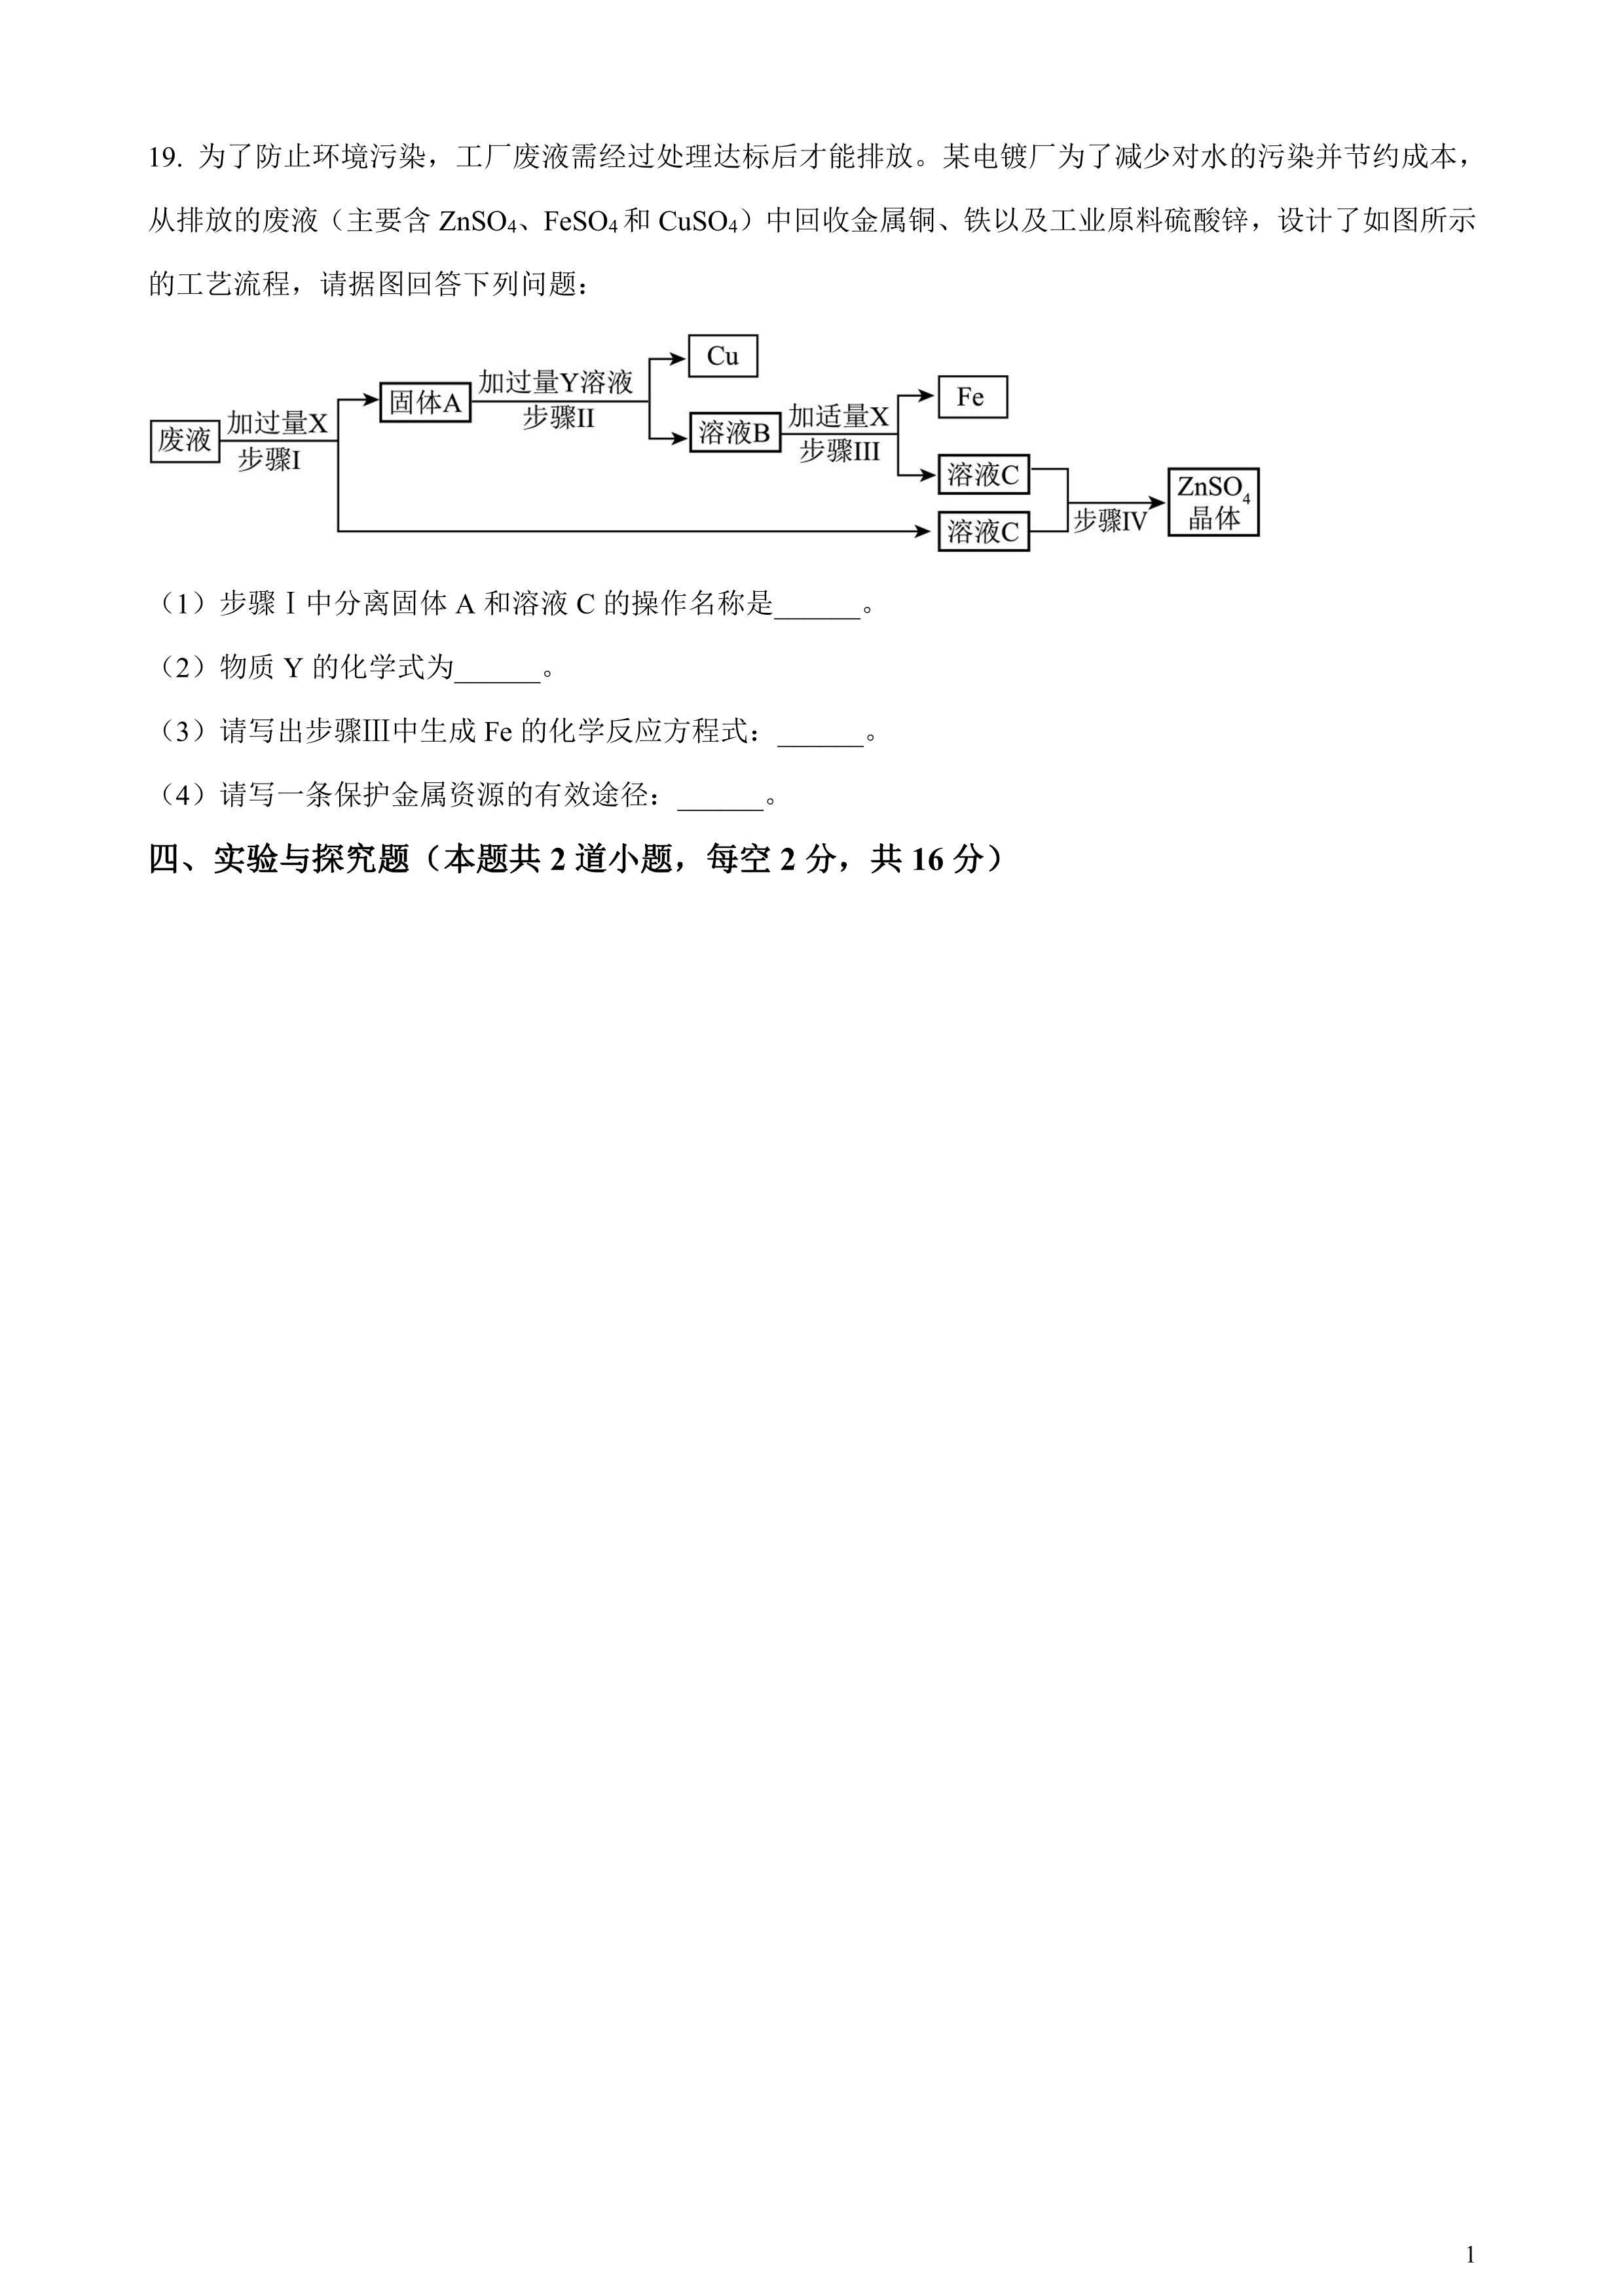 19. 为了防止环境污染，工厂废液需经过处理达标后才能排放。某电镀厂为了减少对水的污染并节约成本，
从排放的废液（主要含 ZnSO₄、FeSO₄ 和 CuSO₄）中回收金属铜、铁以及工业原料硫酸锌，设计了如图所示
的工艺流程，请据图回答下列问题：
废液
加过量X
步骤I
固体A
加过量Y溶液
步骤II
Cu
溶液B
加适量X
步骤III
Fe
溶液C
溶液C
步骤IV
ZnSO₄
晶体
（1）步骤Ⅰ中分离固体 A 和溶液 C 的操作名称是______。
（2）物质 Y 的化学式为______。
（3）请写出步骤Ⅲ中生成 Fe 的化学反应方程式：______。
（4）请写一条保护金属资源的有效途径：______。
四、实验与探究题（本题共 2 道小题，每空 2 分，共 16 分）
1